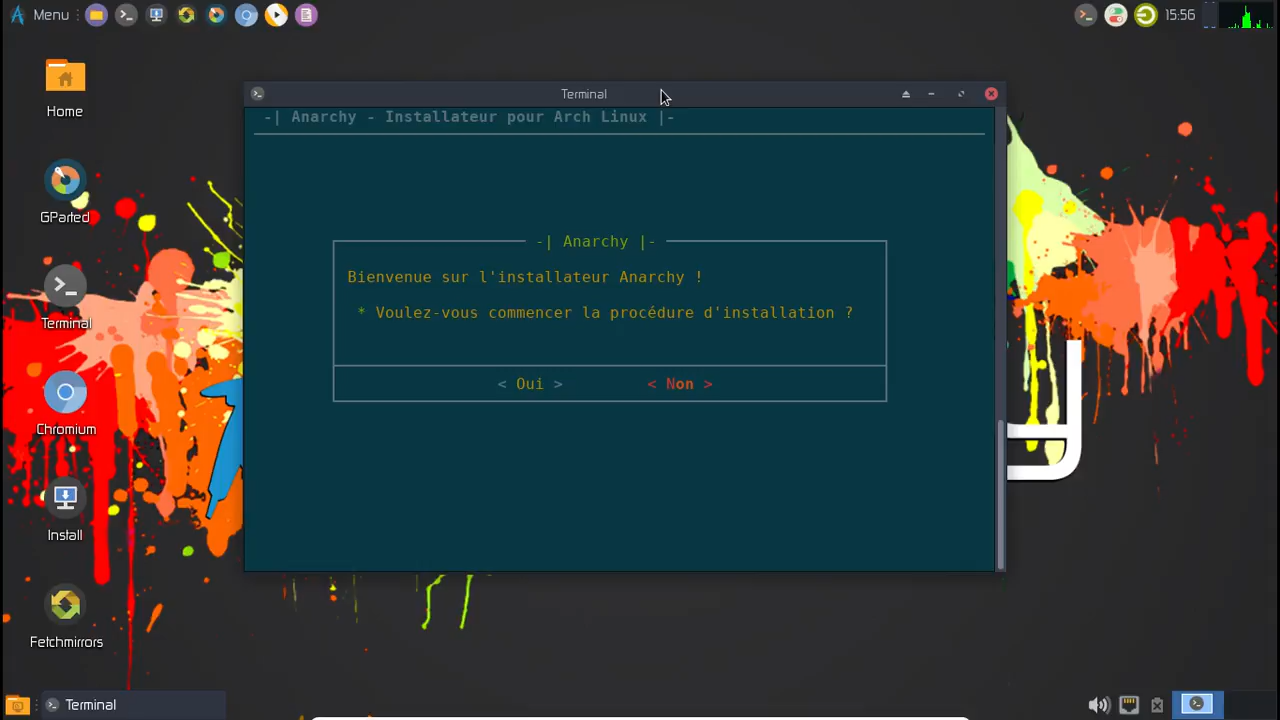 Menu
15:56
Home
GParted
Terminal
Chromium
Install
Fetchmirrors
Terminal
-| Anarchy - Installateur pour Arch Linux |-
-| Anarchy |-
Bienvenue sur l'installateur Anarchy !
* Voulez-vous commencer la procédure d'installation ?
< Oui > < Non >
Terminal